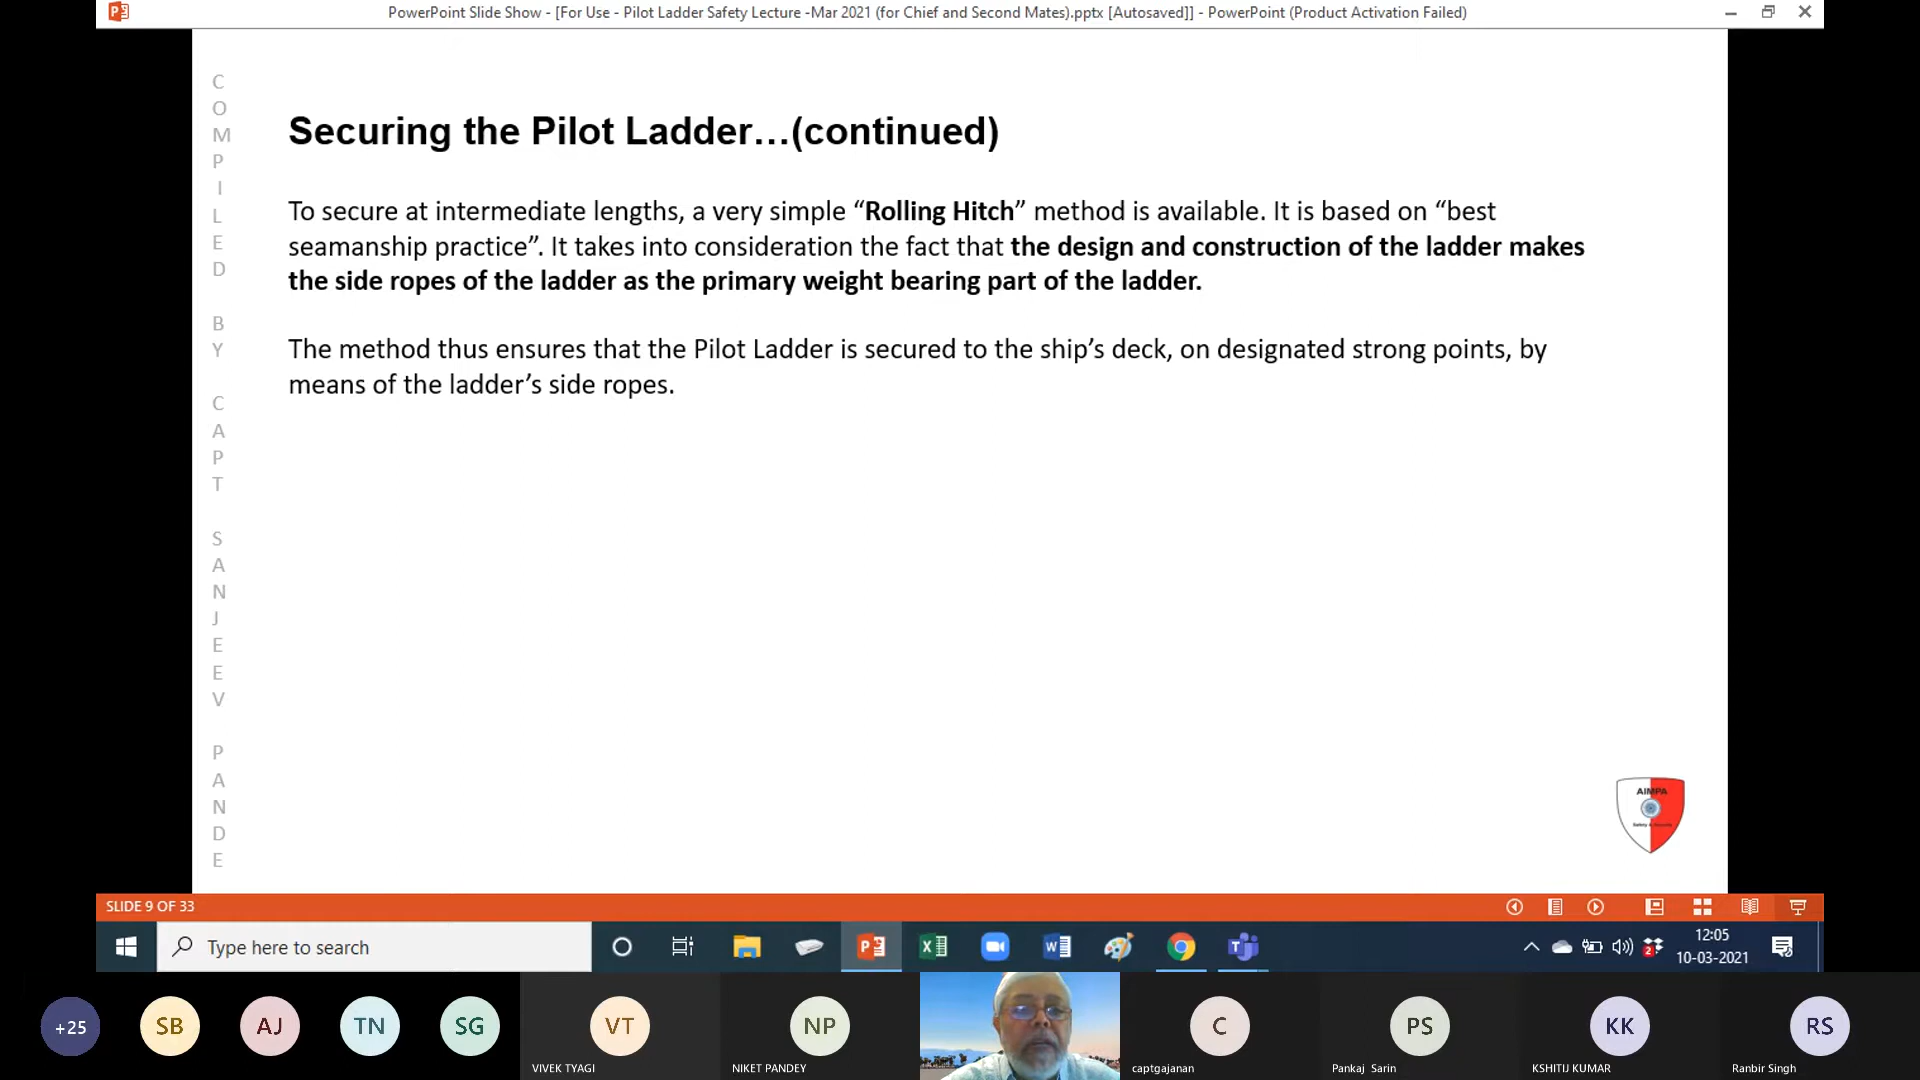 PowerPoint Slide Show - [For Use - Pilot Ladder Safety Lecture -Mar 2021 (for Chief and Second Mates).pptx [Autosaved]] - PowerPoint (Product Activation Failed)
COMPILED BY CAPT SANJEEV PANDE
Securing the Pilot Ladder…(continued)
To secure at intermediate lengths, a very simple “Rolling Hitch” method is available. It is based on “best
seamanship practice”. It takes into consideration the fact that the design and construction of the ladder makes
the side ropes of the ladder as the primary weight bearing part of the ladder.
The method thus ensures that the Pilot Ladder is secured to the ship’s deck, on designated strong points, by
means of the ladder’s side ropes.
AIMPA
SLIDE 9 OF 33
Type here to search
2
12:05
10-03-2021
+25
SB
AJ
TN
SG
VT
NP
C
PS
KK
RS
VIVEK TYAGI
NIKET PANDEY
captgajanan
Pankaj Sarin
KSHITIJ KUMAR
Ranbir Singh